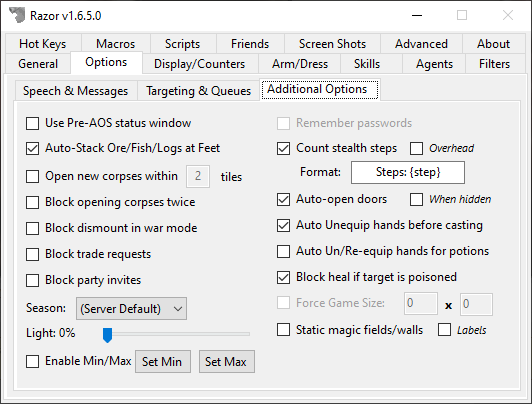 Razor v1.6.5.0
Hot Keys Macros Scripts Friends Screen Shots Advanced About
General Options Display/Counters Arm/Dress Skills Agents Filters
Speech & Messages Targeting & Queues Additional Options
Use Pre-AOS status window
Auto-Stack Ore/Fish/Logs at Feet
Open new corpses within 2 tiles
Block opening corpses twice
Block dismount in war mode
Block trade requests
Block party invites
Season: (Server Default)
Light: 0%
Enable Min/Max Set Min Set Max
Remember passwords
Count stealth steps Overhead
Format: Steps: {step}
Auto-open doors When hidden
Auto Unequip hands before casting
Auto Un/Re-equip hands for potions
Block heal if target is poisoned
Force Game Size: 0 x 0
Static magic fields/walls Labels